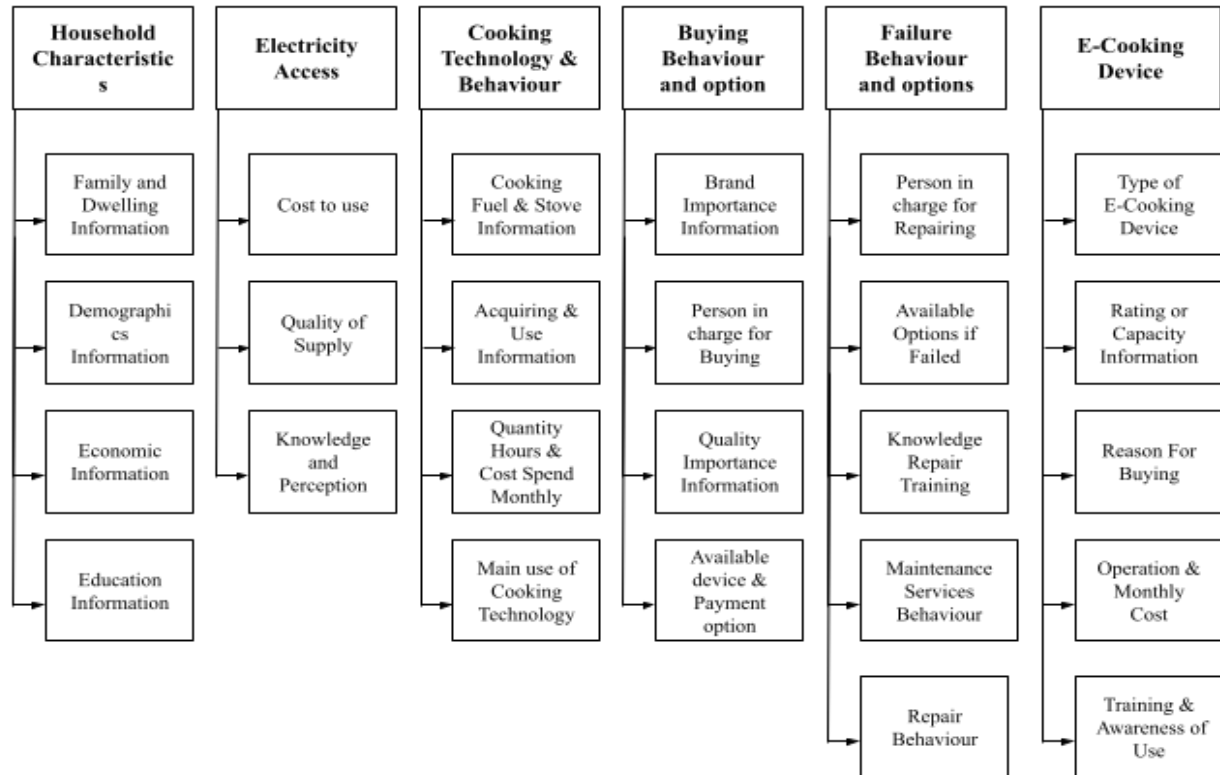 Household
Characteristic
s
Electricity
Access
Cooking
Technology &
Behaviour
Buying
Behaviour
and option
Failure
Behaviour
and options
E-Cooking
Device
Family and
Dwelling
Information
Cost to use
Cooking
Fuel & Stove
Information
Brand
Importance
Information
Person in
charge for
Repairing
Type of
E-Cooking
Device
Demographi
cs
Information
Quality of
Supply
Acquiring &
Use
Information
Person in
charge for
Buying
Available
Options if
Failed
Rating or
Capacity
Information
Economic
Information
Knowledge
and
Perception
Quantity
Hours &
Cost Spend
Monthly
Quality
Importance
Information
Knowledge
Repair
Training
Reason For
Buying
Education
Information
Main use of
Cooking
Technology
Available
device &
Payment
option
Maintenance
Services
Behaviour
Operation &
Monthly
Cost
Repair
Behaviour
Training &
Awareness of
Use